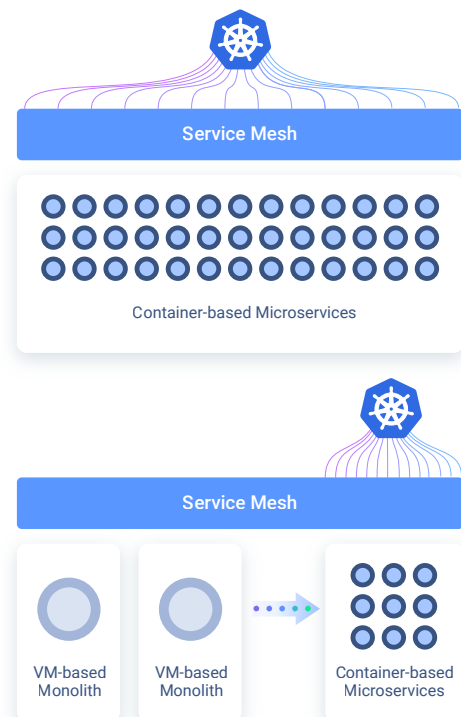 Service Mesh
Container-based Microservices
Service Mesh
VM-based
Monolith
VM-based
Monolith
Container-based
Microservices